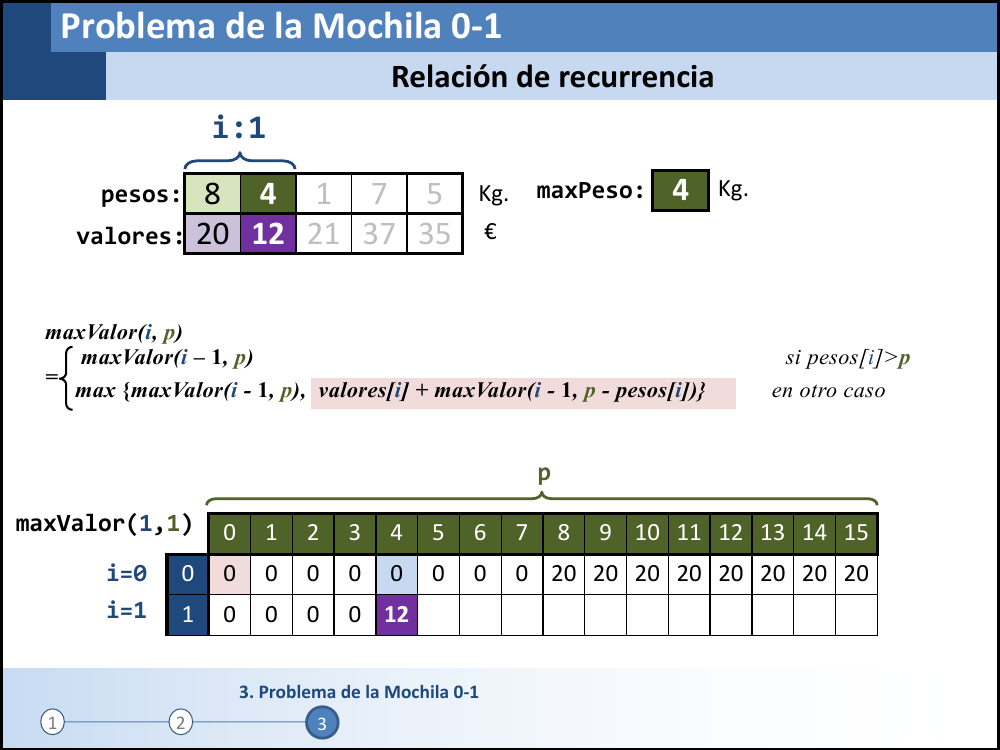 Problema de la Mochila 0-1
Relación de recurrencia
i:1
pesos: 8 4 1 7 5 Kg. maxPeso: 4 Kg.
valores: 20 12 21 37 35 €
maxValor(i, p)
= maxValor(i – 1, p) si pesos[i]>p
max {maxValor(i - 1, p), valores[i] + maxValor(i - 1, p - pesos[i])} en otro caso
p
maxValor(1,1) 0 1 2 3 4 5 6 7 8 9 10 11 12 13 14 15
i=0 0 0 0 0 0 0 0 0 0 20 20 20 20 20 20 20 20
i=1 1 0 0 0 0 12
3. Problema de la Mochila 0-1
1 2 3